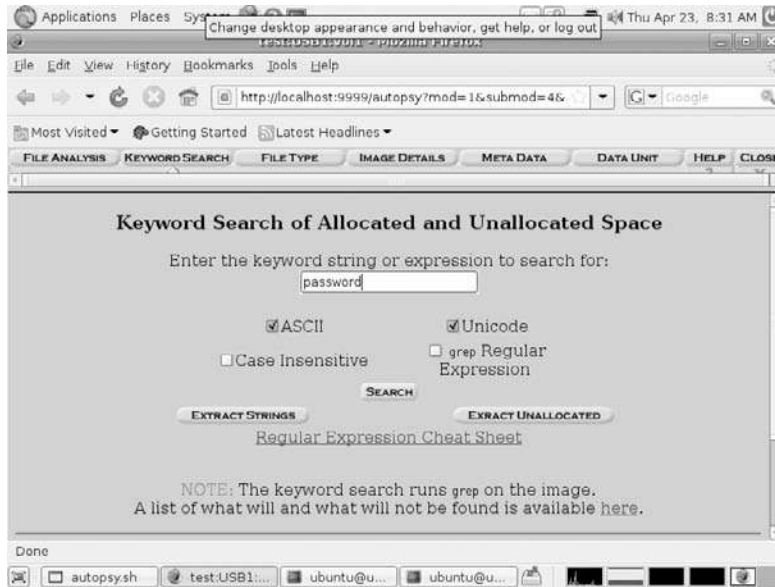 Applications Places Sys
Change desktop appearance and behavior, get help, or log out
Thu Apr 23, 8:31 AM
test:USB1:vol1 - Mozilla Firefox
File Edit View History Bookmarks Tools Help
http://localhost:9999/autopsy?mod=1&submod=4&
Google
Most Visited Getting Started Latest Headlines
FILE ANALYSIS KEYWORD SEARCH FILE TYPE IMAGE DETAILS META DATA DATA UNIT HELP CLOSE
Keyword Search of Allocated and Unallocated Space
Enter the keyword string or expression to search for:
password
ASCII Unicode
Case Insensitive grep Regular Expression
SEARCH
EXTRACT STRINGS EXRACT UNALLOCATED
Regular Expression Cheat Sheet
NOTE: The keyword search runs grep on the image.
A list of what will and what will not be found is available here.
Done
autopsy.sh test:USB1:... ubuntu@u... ubuntu@u...